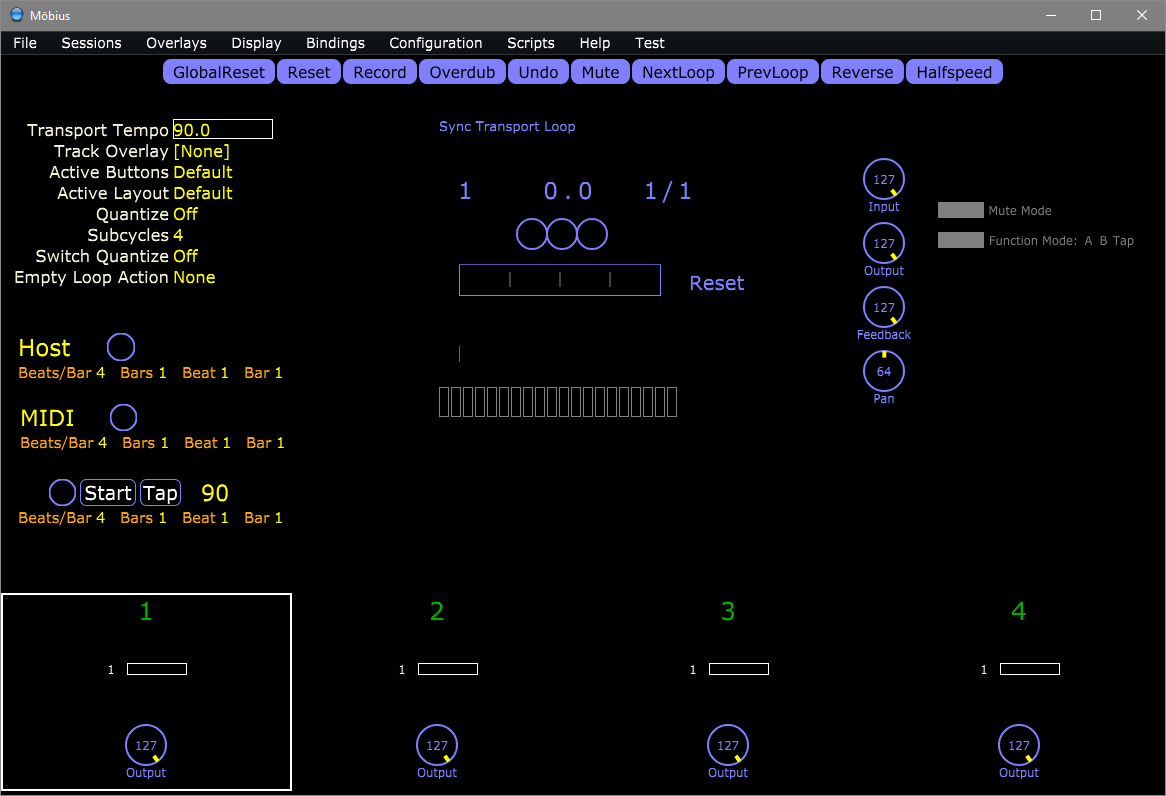 Möbius
File Sessions Overlays Display Bindings Configuration Scripts Help Test
GlobalReset Reset Record Overdub Undo Mute NextLoop PrevLoop Reverse Halfspeed
Transport Tempo 90.0
Track Overlay [None]
Active Buttons Default
Active Layout Default
Quantize Off
Subcycles 4
Switch Quantize Off
Empty Loop Action None
Sync Transport Loop
1 0.0 1/1
Reset
127
Input
127
Output
127
Feedback
64
Pan
Mute Mode
Function Mode: A B Tap
Host
Beats/Bar 4 Bars 1 Beat 1 Bar 1
MIDI
Beats/Bar 4 Bars 1 Beat 1 Bar 1
Start Tap 90
Beats/Bar 4 Bars 1 Beat 1 Bar 1
1 2 3 4
1 1 1 1
127 127 127 127
Output Output Output Output